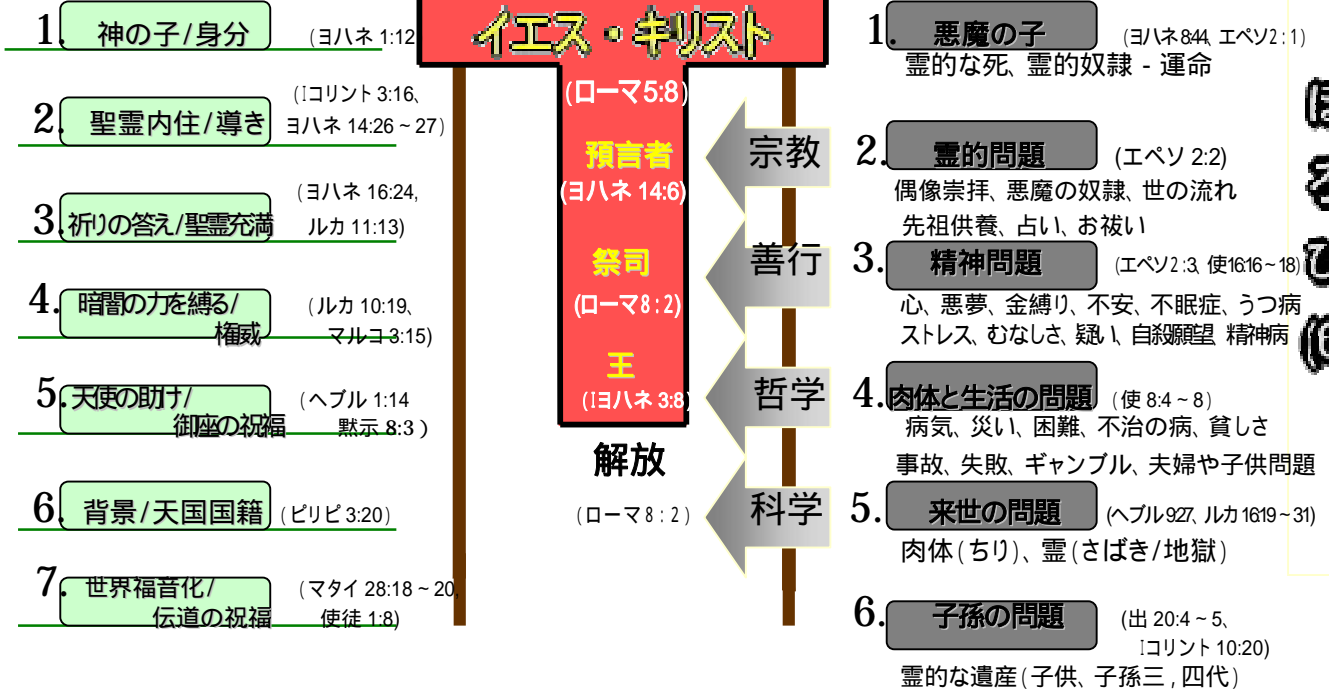 1. 神の子/身分 (ヨハネ 1:12
2. 聖霊内住/導き (Iコリント 3:16、
ヨハネ 14:26～27)
3. 祈りの答え/聖霊充満 (ヨハネ 16:24,
ルカ 11:13)
4. 暗闇の力を縛る/
権威 (ルカ 10:19、
マルコ 3:15)
5. 天使の助け/
御座の祝福 (ヘブル 1:14
黙示 8:3)
6. 背景/天国国籍 (ピリピ 3:20)
7. 世界福音化/
伝道の祝福 (マタイ 28:18～20,
使徒 1:8)
イエス・キリスト
(ローマ5:8)
預言者
(ヨハネ 14:6)
祭司
(ローマ8:2)
王
(Iヨハネ 3:8)
解放
(ローマ8:2)
宗教
善行
哲学
科学
1. 悪魔の子 (ヨハネ8:44, エペソ2:1)
霊的な死、霊的奴隷 - 運命
2. 霊的問題 (エペソ 2:2)
偶像崇拝、悪魔の奴隷、世の流れ
先祖供養、占い、お祓い
3. 精神問題 (エペソ2:3, 使16:16～18)
心、悪夢、金縛り、不安、不眠症、うつ病
ストレス、むなしさ、疑い、自殺願望 精神病
4. 肉体と生活の問題 (使 8:4～8)
病気、災い、困難、不治の病、貧しさ
事故、失敗、ギャンブル、夫婦や子供問題
5. 来世の問題 (ヘブル9:27、ルカ16:19～31)
肉体(ちり)、霊(さばき/地獄)
6. 子孫の問題 (出 20:4～5、
Iコリント 10:20)
霊的な遺産(子供、子孫三,四代)